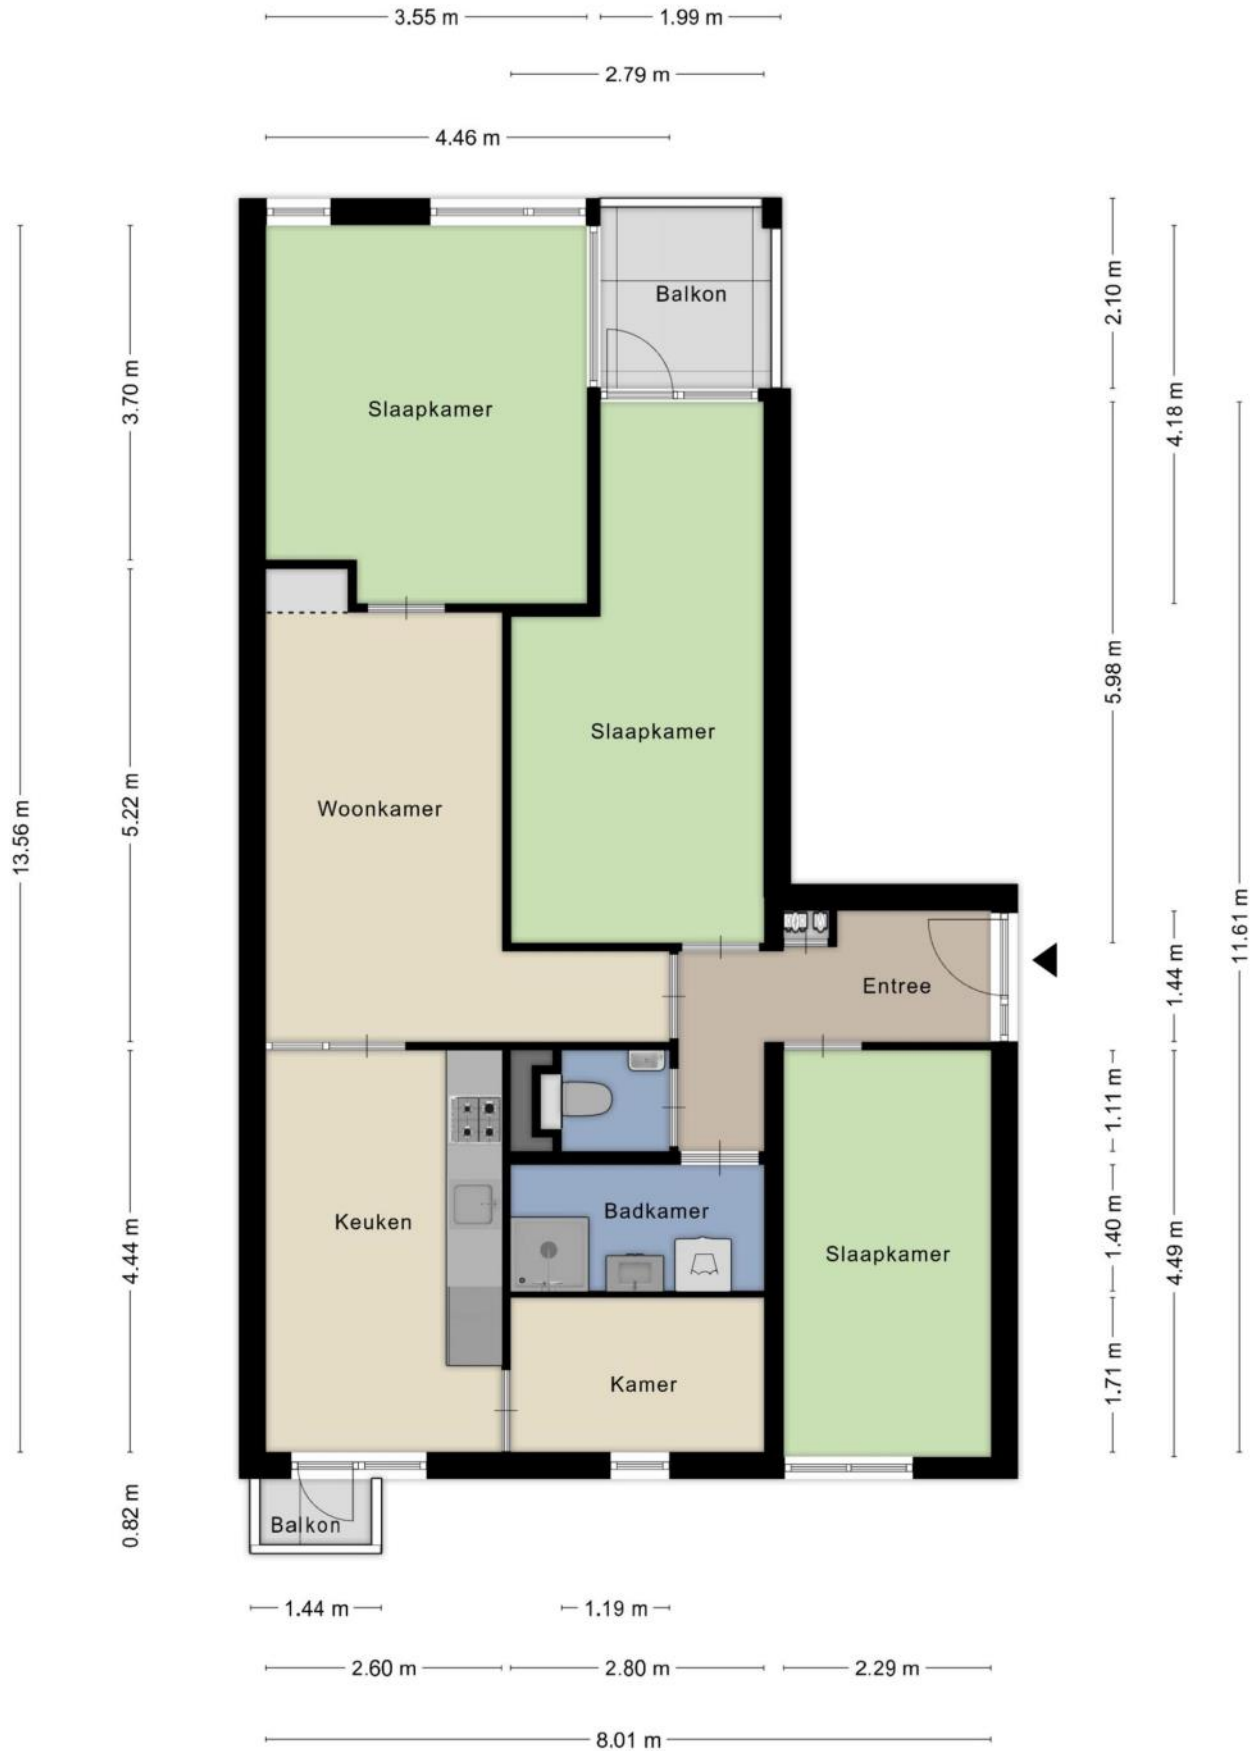 3.55 m
1.99 m
2.79 m
4.46 m
Balkon
2.10 m
3.70 m
Slaapkamer
4.18 m
5.98 m
Slaapkamer
Woonkamer
5.22 m
13.56 m
11.61 m
1.44 m
Entree
1.11 m
Badkamer
1.40 m
Keuken
4.44 m
Slaapkamer
4.49 m
Kamer
1.71 m
0.82 m
Balkon
1.44 m
1.19 m
2.60 m
2.80 m
2.29 m
8.01 m